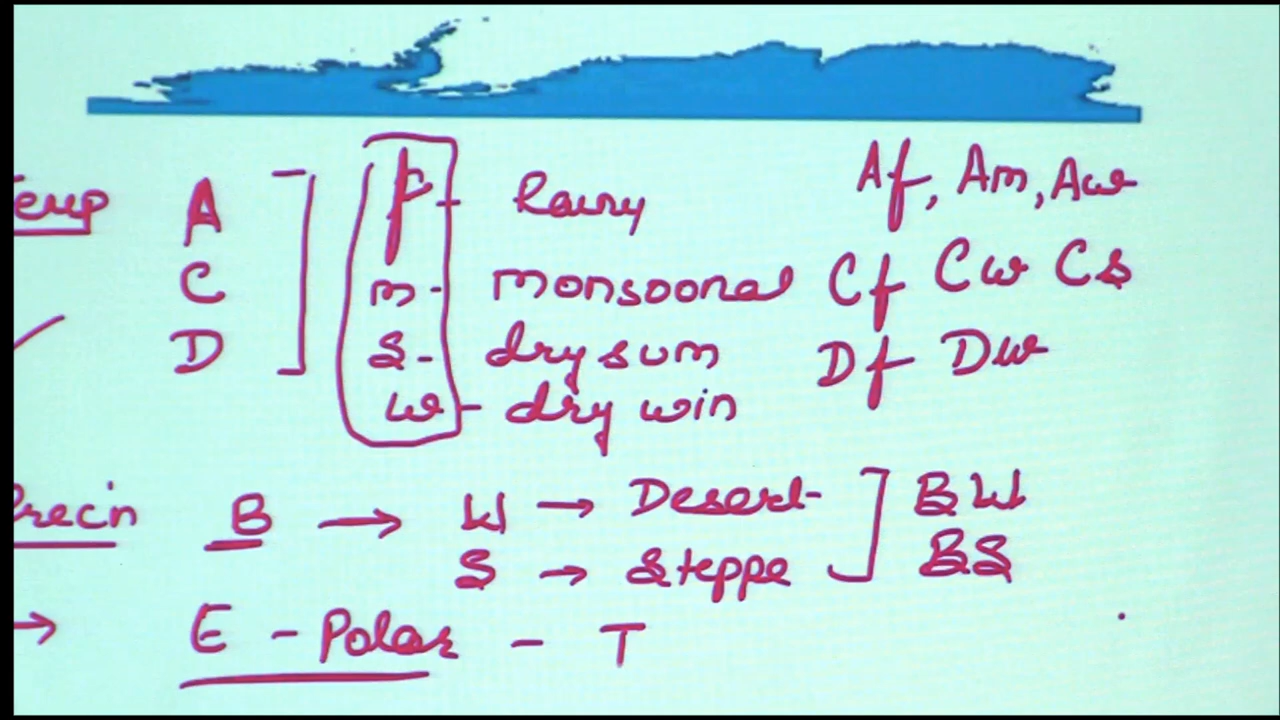 Temp A f - Rainy Af, Am, Aw
C m - monsoonal Cf Cw Cs
D s - dry sum Df Dw
w - dry win
Precn B → W → Desert BW
S → Steppe BS
→ E - Polar - T